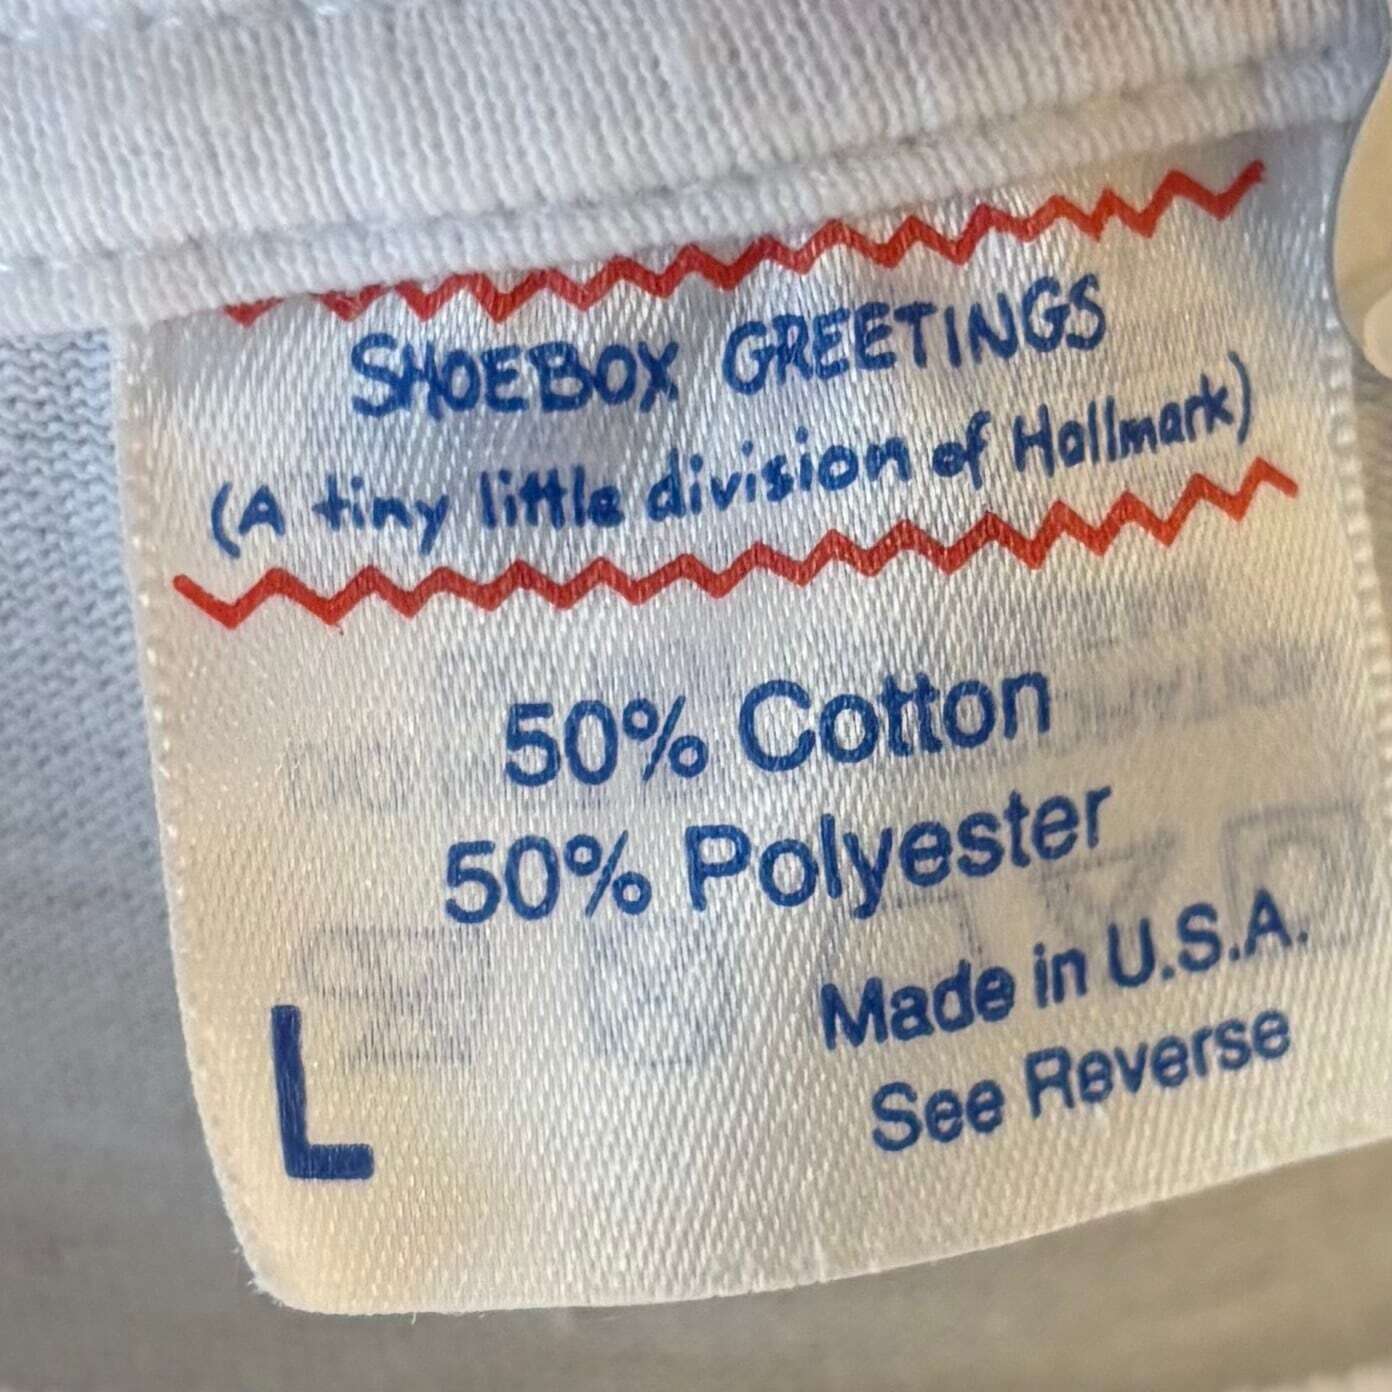 SHOEBOX GREETINGS
(A tiny little division of Hallmark)
50% Cotton
50% Polyester
Made in U.S.A.
See Reverse
L